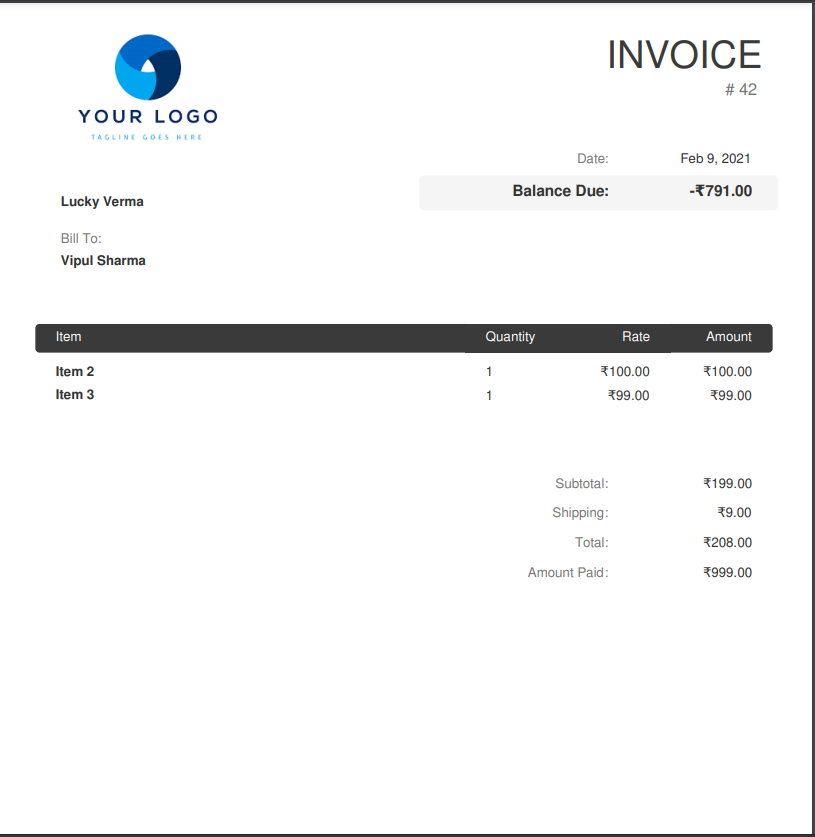 YOUR LOGO
TAGLINE GOES HERE
INVOICE
# 42
Date: Feb 9, 2021
Balance Due: -₹791.00
Lucky Verma
Bill To:
Vipul Sharma
Item Quantity Rate Amount
Item 2 1 ₹100.00 ₹100.00
Item 3 1 ₹99.00 ₹99.00
Subtotal: ₹199.00
Shipping: ₹9.00
Total: ₹208.00
Amount Paid: ₹999.00